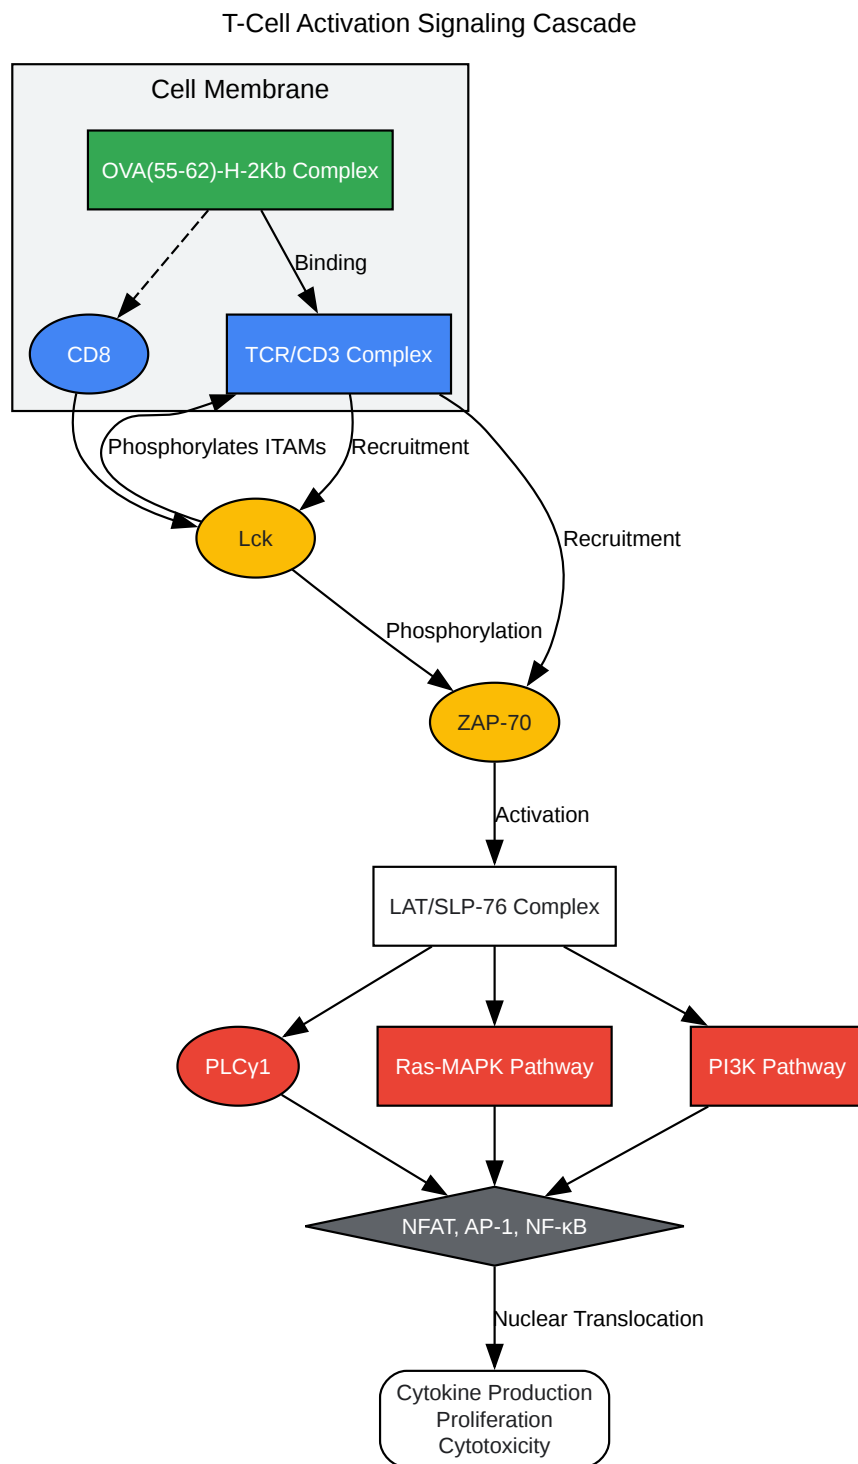 T-Cell Activation Signaling Cascade
Cell Membrane
OVA(55-62)-H-2Kb Complex
Binding
CD8
TCR/CD3 Complex
Phosphorylates ITAMs
Recruitment
Lck
Recruitment
Phosphorylation
ZAP-70
Activation
LAT/SLP-76 Complex
PLCγ1
Ras-MAPK Pathway
PI3K Pathway
NFAT, AP-1, NF-κB
Nuclear Translocation
Cytokine Production
Proliferation
Cytotoxicity